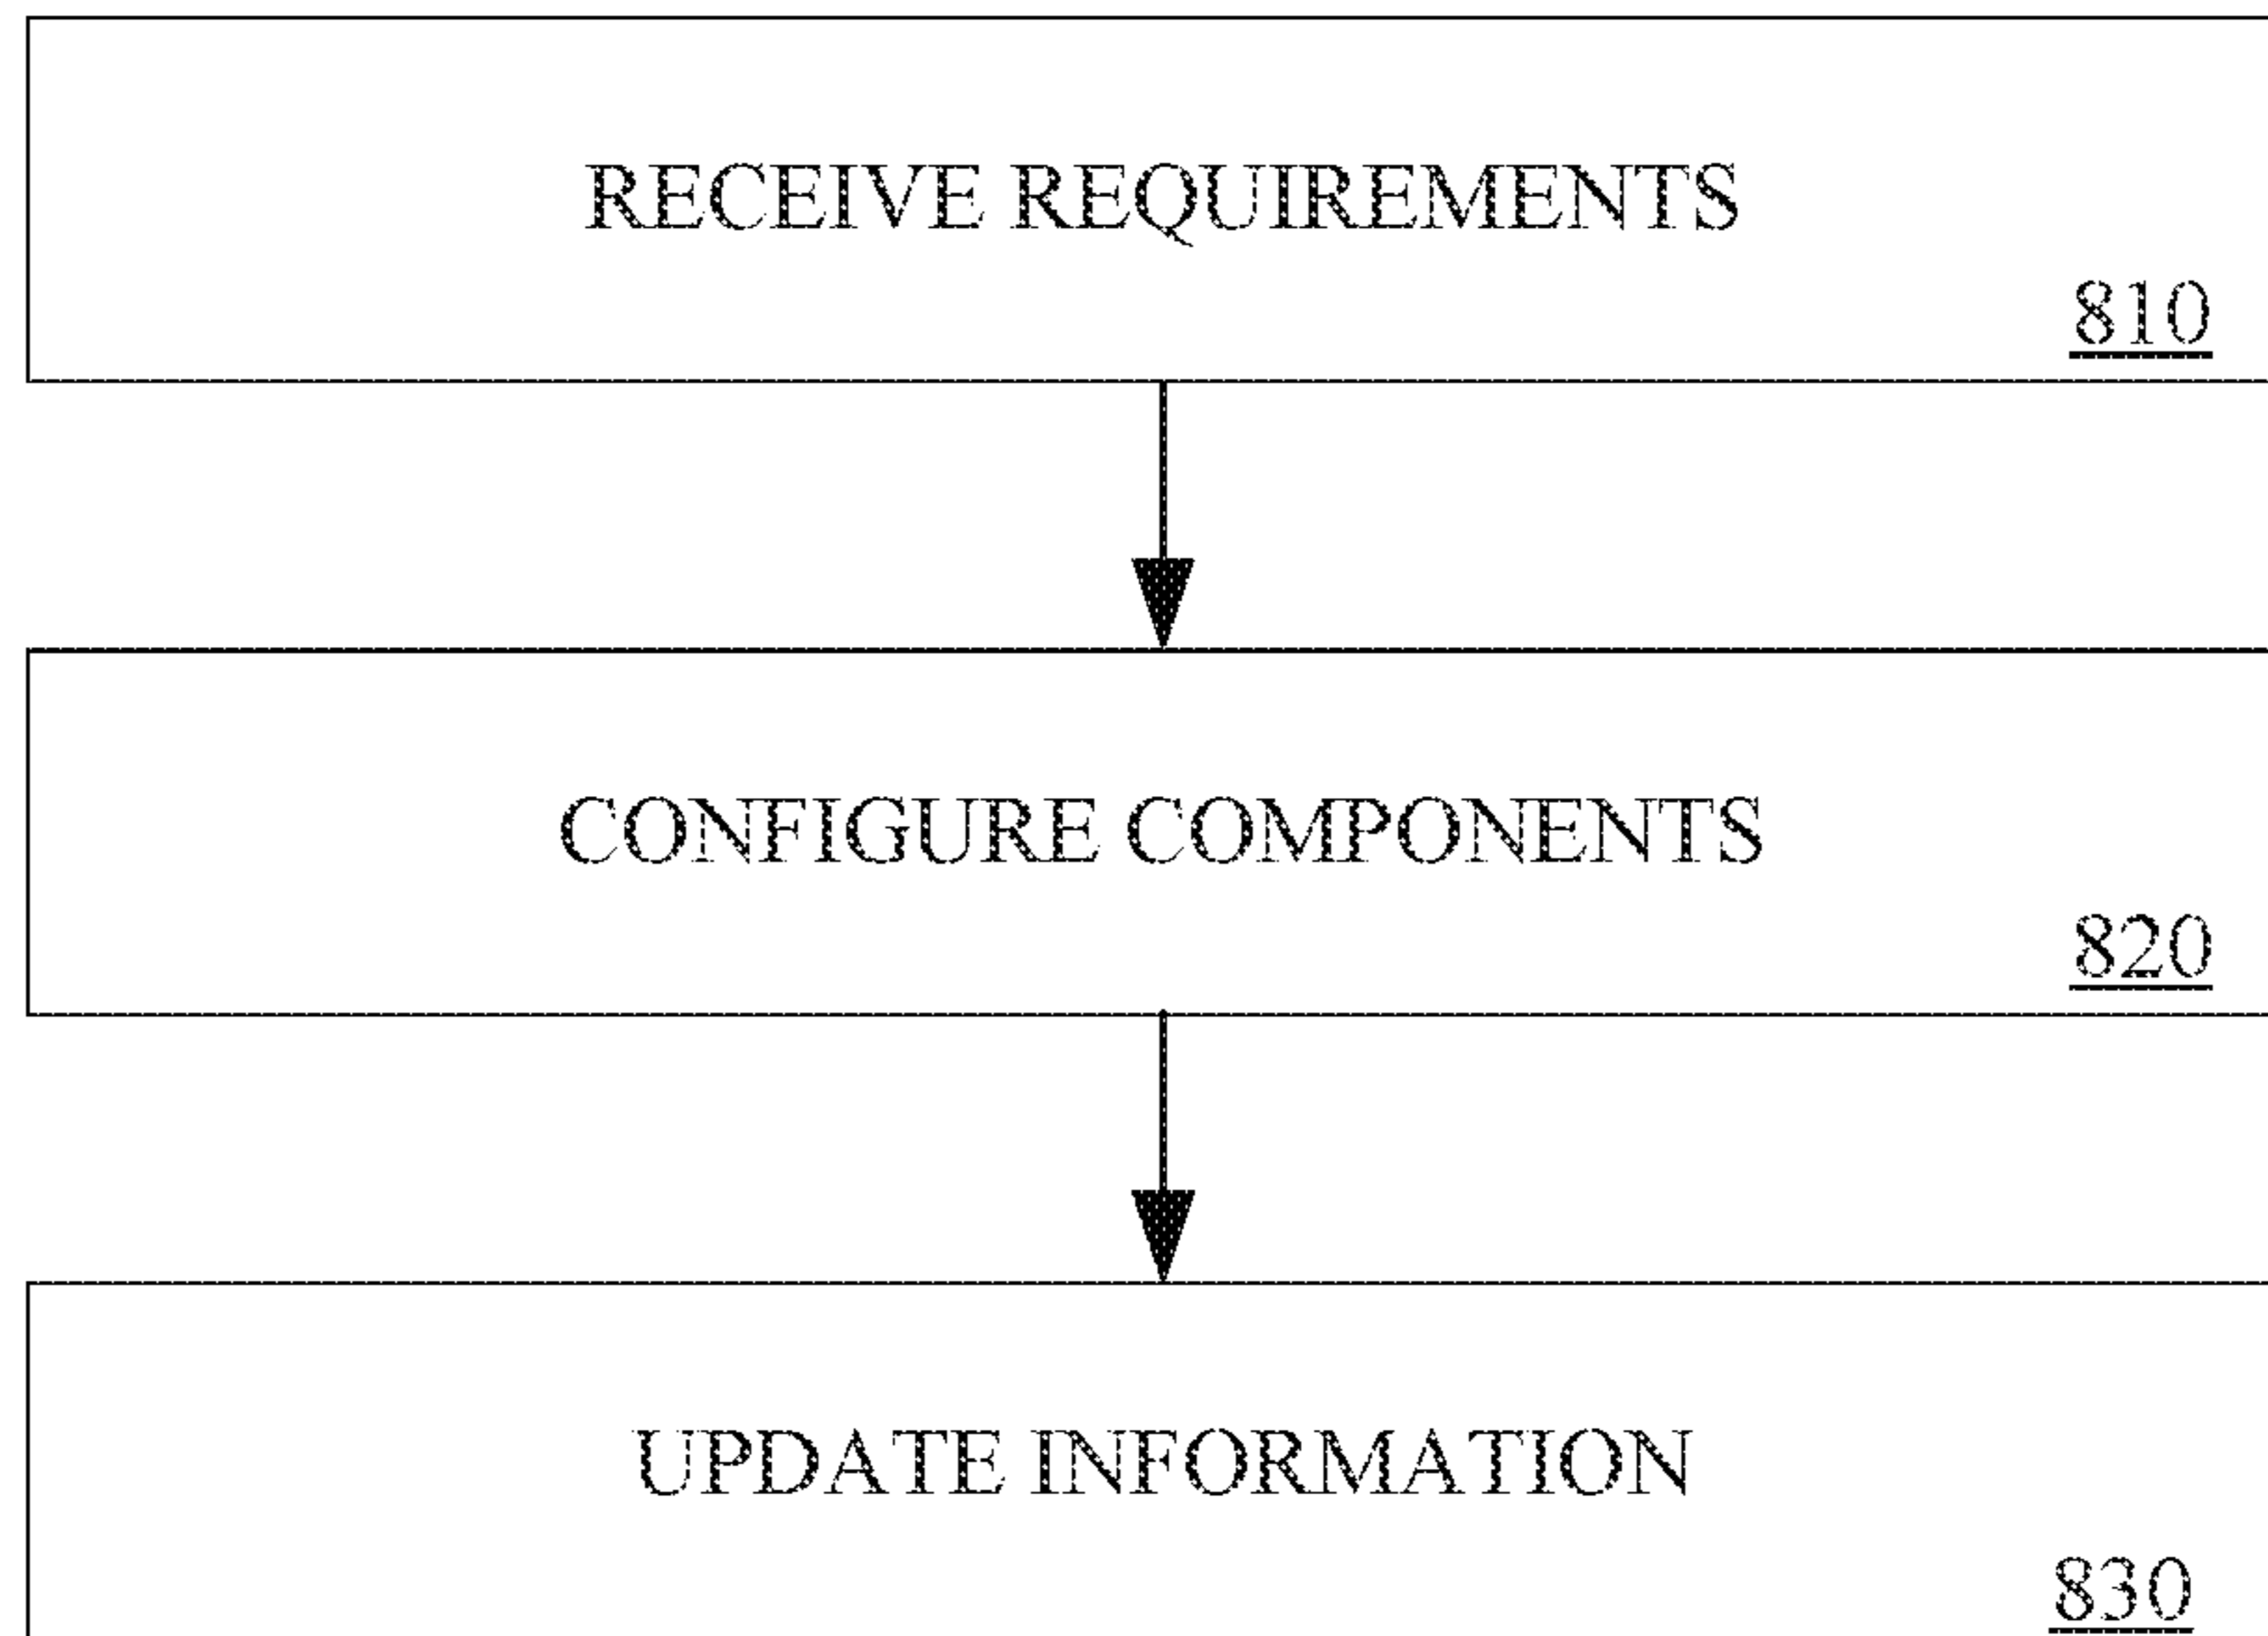 RECEIVE REQUIREMENTS
810
CONFIGURE COMPONENTS
820
UPDATE INFORMATION
830